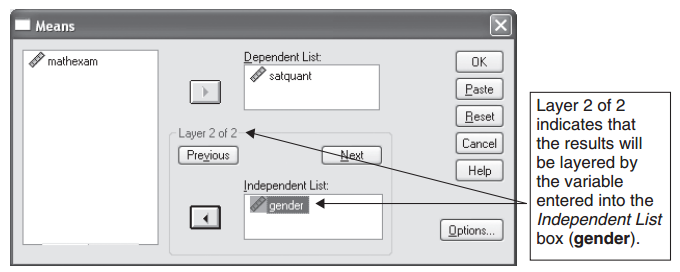 Means
mathexam
Dependent List:
satquant
Layer 2 of 2
Previous
Next
Independent List:
gender
OK
Paste
Reset
Cancel
Help
Options...
Layer 2 of 2
indicates that
the results will
be layered by
the variable
entered into the
Independent List
box (gender).